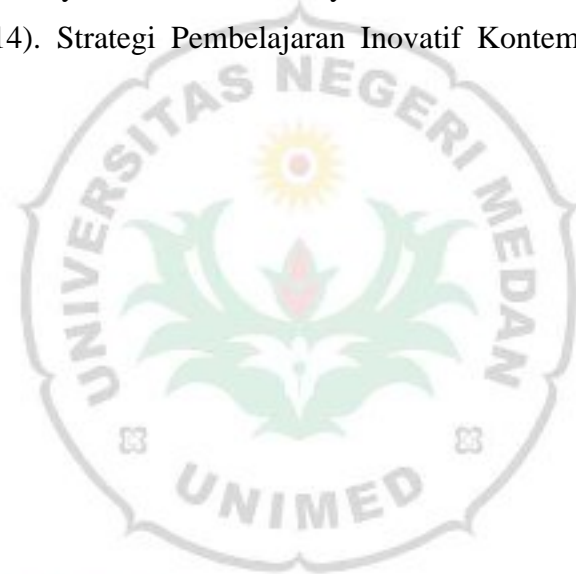 14). Strategi Pembelajaran Inovatif Kontem
UNIVERSITAS NEGERI MEDAN
UNIMED